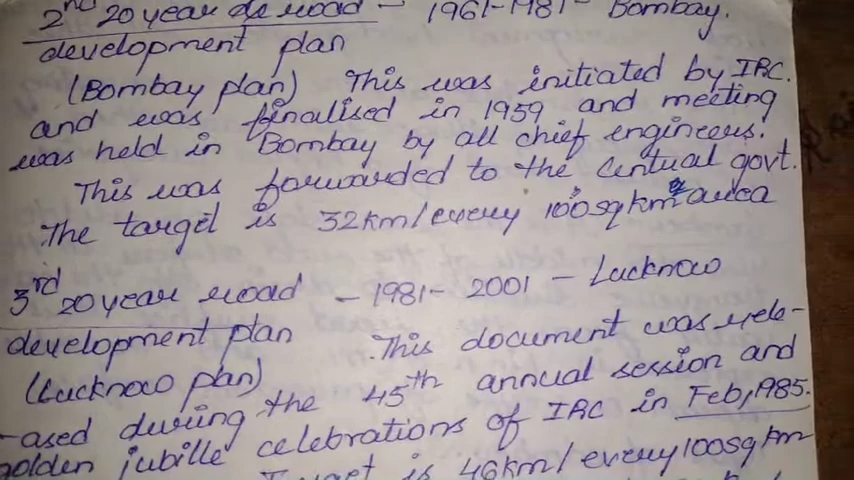 2nd 20 year de road - 1961-1981- Bombay.
development plan
(Bombay plan) This was initiated by IRC.
and was finalised in 1959 and meeting
was held in Bombay by all chief engineers.
This was forwarded to the central govt.
The target is 32km/every 100sqkm area
3rd 20 year road - 1981- 2001 - Lucknow
development plan .This document was rele-
(Lucknow plan)
-ased during the 45th annual session and
golden jubille celebrations of IRC in Feb,1985.
is 46km/every 100sq km